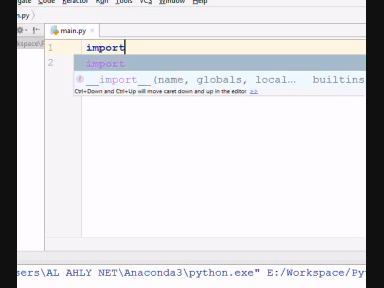 gate Code Refactor Run Tools VCS Window Help
n.py
main.py
1 import
2
import
__import__(name, globals, local... builtins
Ctrl+Down and Ctrl+Up will move caret down and up in the editor >>
sers\AL AHLY NET\Anaconda3\python.exe" E:/Workspace/Py